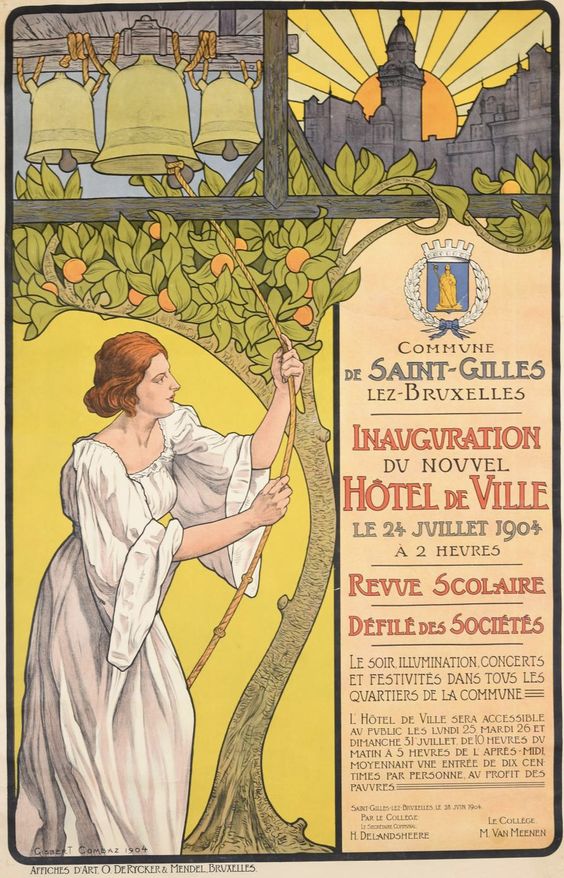 Commune
de Saint-Gilles
lez-Bruxelles
Inauguration
du nouvel
Hôtel de Ville
le 24 Juillet 1904
à 2 heures
Revue Scolaire
Défilé des Sociétés
Le soir, illumination, concerts
et festivités dans tous les
quartiers de la commune
L'Hôtel de Ville sera accessible
au public les lundi 25, mardi 26 et
dimanche 31 juillet, de 10 heures du
matin à 5 heures de l'après-midi,
moyennant une entrée de dix cen-
times par personne, au profit des
pauvres
Saint-Gilles-lez-Bruxelles, le 28 juin 1904.
Par le Collège
Le Secrétaire Communal
H. Delandsheere
Le Collège
M. Van Meenen
Gisbert Combaz 1904
Affiches d'Art. O. DeRycker & Mendel, Bruxelles.